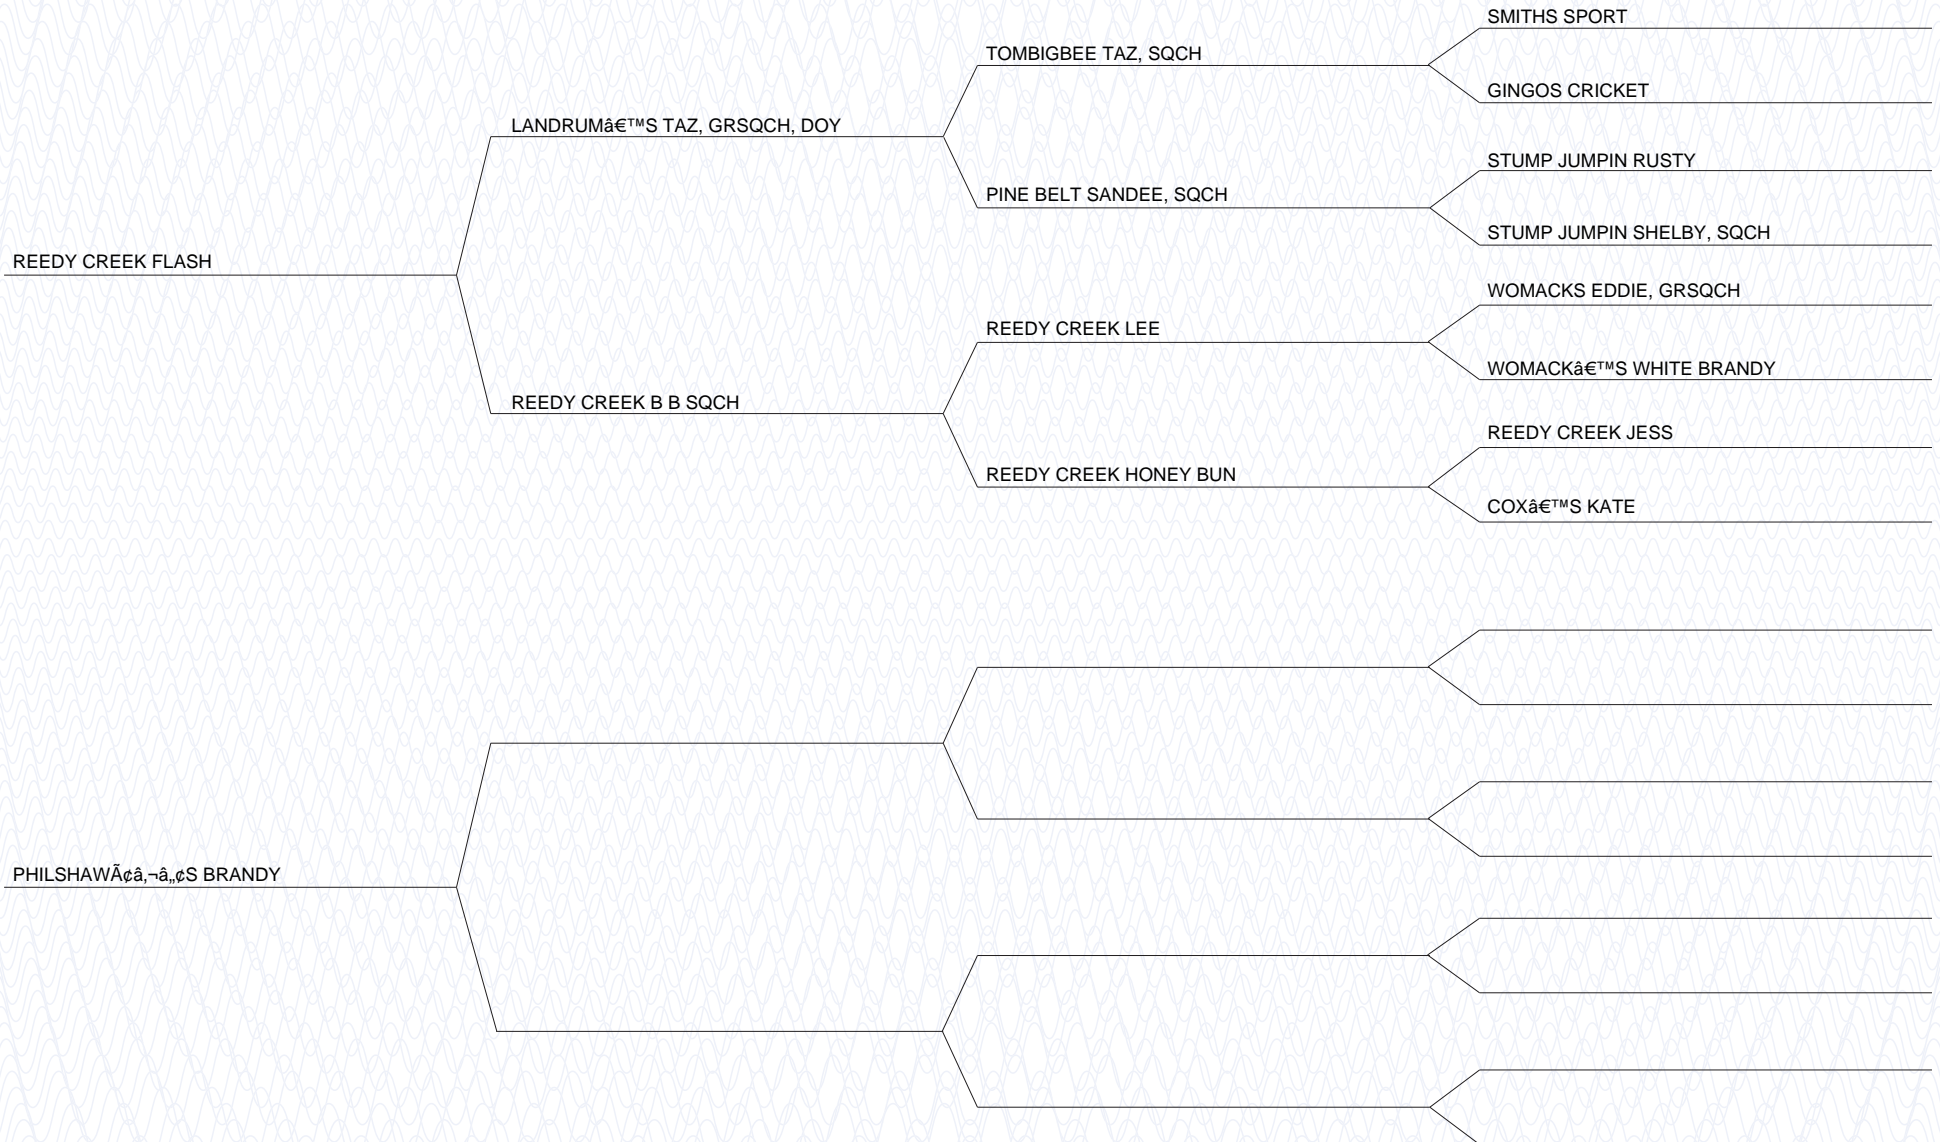 SMITHS SPORT
TOMBIGBEE TAZ, SQCH
GINGOS CRICKET
LANDRUMâ€™S TAZ, GRSQCH, DOY
STUMP JUMPIN RUSTY
PINE BELT SANDEE, SQCH
STUMP JUMPIN SHELBY, SQCH
REEDY CREEK FLASH
WOMACKS EDDIE, GRSQCH
REEDY CREEK LEE
WOMACKâ€™S WHITE BRANDY
REEDY CREEK B B SQCH
REEDY CREEK JESS
REEDY CREEK HONEY BUN
COXâ€™S KATE
PHILSHAWÃ¢â‚¬â„¢S BRANDY